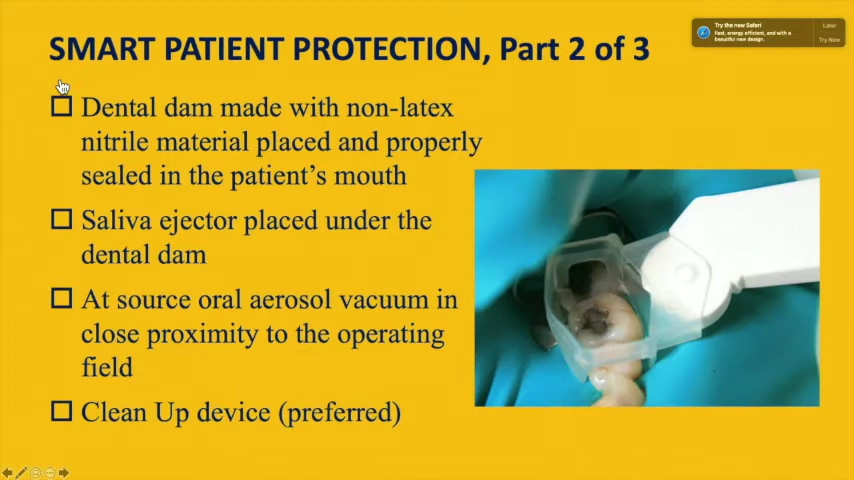 SMART PATIENT PROTECTION, Part 2 of 3
Try the new Safari
Fast, energy efficient, and with a
beautiful new design.
Later
Try Now
Dental dam made with non-latex
nitrile material placed and properly
sealed in the patient’s mouth
Saliva ejector placed under the
dental dam
At source oral aerosol vacuum in
close proximity to the operating
field
Clean Up device (preferred)